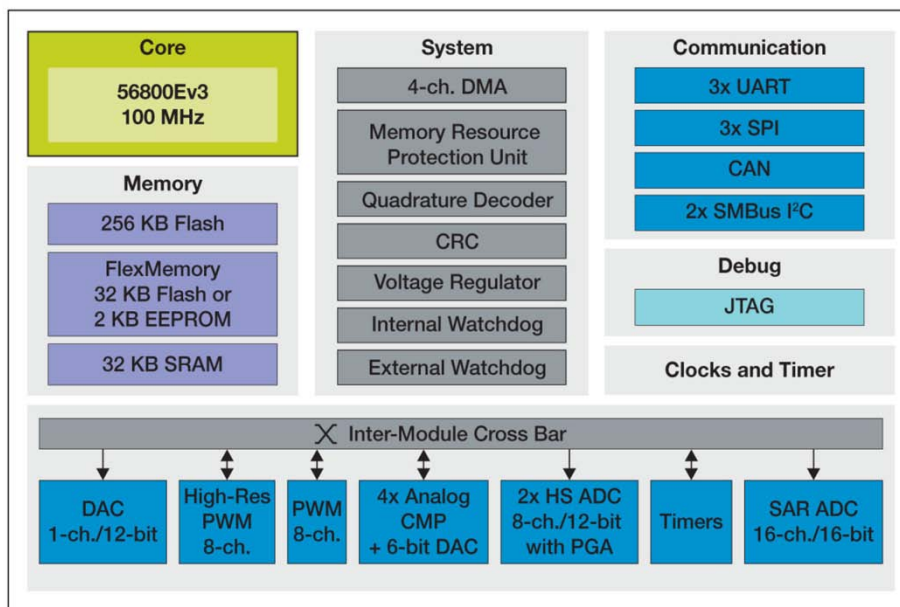 Core
56800Ev3
100 MHz
Memory
256 KB Flash
FlexMemory
32 KB Flash or
2 KB EEPROM
32 KB SRAM
System
4-ch. DMA
Memory Resource
Protection Unit
Quadrature Decoder
CRC
Voltage Regulator
Internal Watchdog
External Watchdog
Communication
3x UART
3x SPI
CAN
2x SMBus I²C
Debug
JTAG
Clocks and Timer
Inter-Module Cross Bar
DAC
1-ch./12-bit
High-Res
PWM
8-ch.
PWM
8-ch.
4x Analog
CMP
+ 6-bit DAC
2x HS ADC
8-ch./12-bit
with PGA
Timers
SAR ADC
16-ch./16-bit